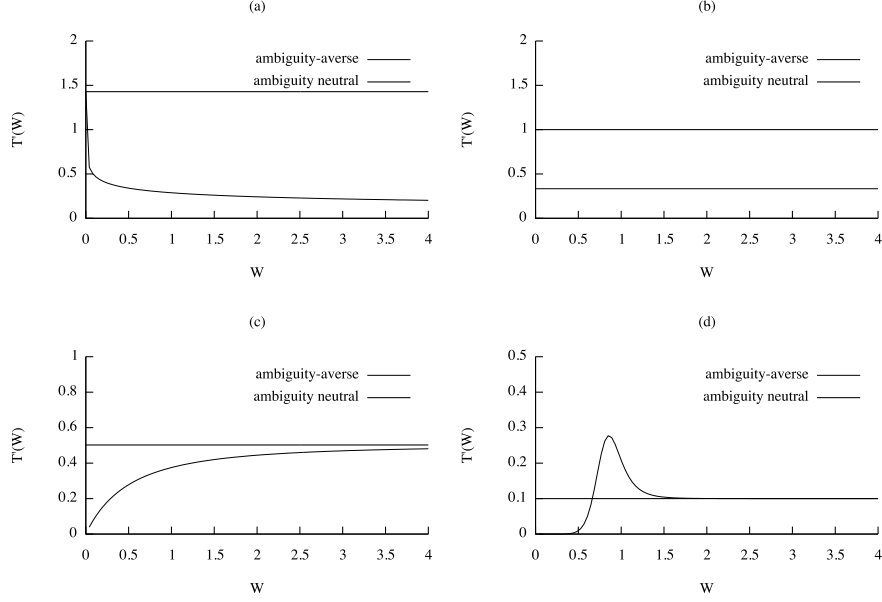 (a)
2
1.5
1
0.5
0
T'(W)
ambiguity-averse
ambiguity neutral
0 0.5 1 1.5 2 2.5 3 3.5 4
W
(b)
2
1.5
1
0.5
0
T'(W)
ambiguity-averse
ambiguity neutral
0 0.5 1 1.5 2 2.5 3 3.5 4
W
(c)
1
0.8
0.6
0.4
0.2
0
T'(W)
ambiguity-averse
ambiguity neutral
0 0.5 1 1.5 2 2.5 3 3.5 4
W
(d)
0.5
0.4
0.3
0.2
0.1
0
T'(W)
ambiguity-averse
ambiguity neutral
0 0.5 1 1.5 2 2.5 3 3.5 4
W